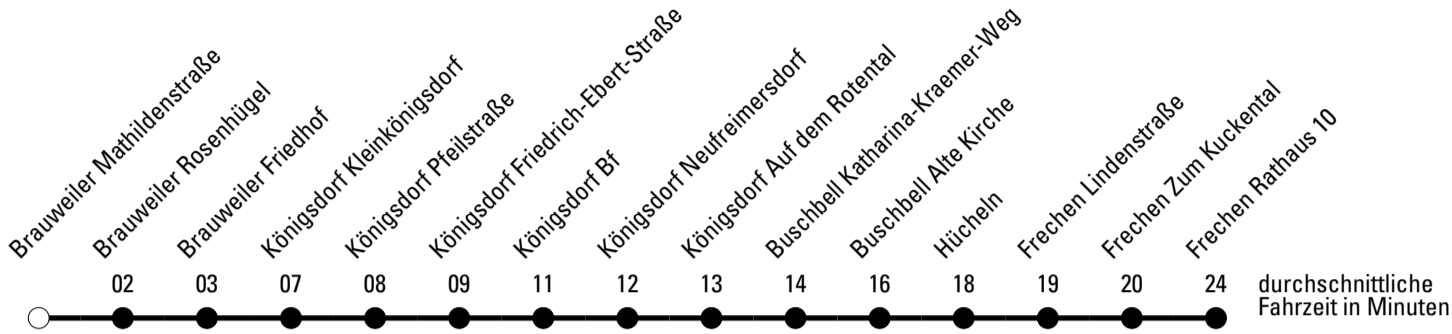 Brauweiler Mathildenstraße
Brauweiler Rosenhügel
Brauweiler Friedhof
Königsdorf Kleinkönigsdorf
Königsdorf Pfeilstraße
Königsdorf Friedrich-Ebert-Straße
Königsdorf Bf
Königsdorf Neufreimersdorf
Königsdorf Auf dem Rotental
Buschbell Katharina-Kraemer-Weg
Buschbell Alte Kirche
Hücheln
Frechen Lindenstraße
Frechen Zum Kuckental
Frechen Rathaus 10
02 03 07 08 09 11 12 13 14 16 18 19 20 24 durchschnittliche
Fahrzeit in Minuten